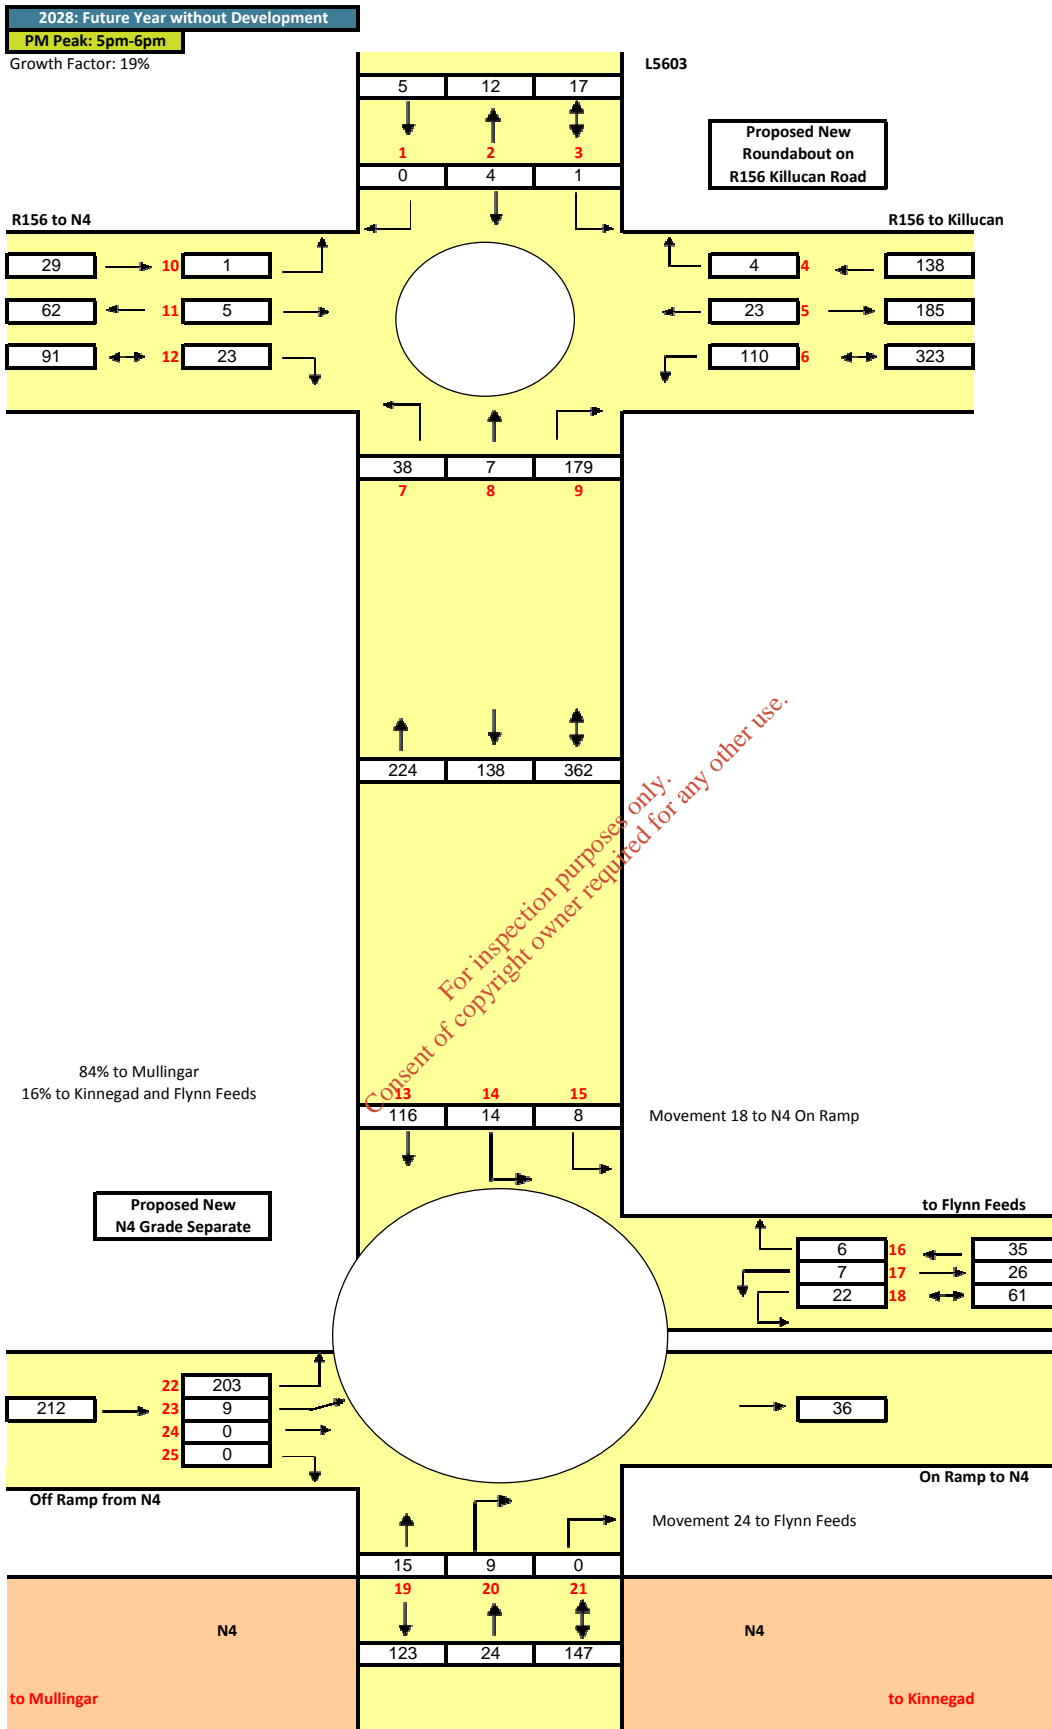 2028: Future Year without Development
PM Peak: 5pm-6pm
Growth Factor: 19%
L5603
5 12 17
1 2 3
0 4 1
Proposed New
Roundabout on
R156 Killucan Road
R156 to N4
R156 to Killucan
29 10 1
4 4 138
62 11 5
23 5 185
91 12 23
110 6 323
38 7 179
7 8 9
224 138 362
For inspection purposes only.
Consent of copyright owner required for any other use.
84% to Mullingar
16% to Kinnegad and Flynn Feeds
13 14 15
116 14 8
Movement 18 to N4 On Ramp
Proposed New
N4 Grade Separate
to Flynn Feeds
6 16 35
7 17 26
22 18 61
22 203
212 23 9
24 0
25 0
36
Off Ramp from N4
On Ramp to N4
Movement 24 to Flynn Feeds
15 9 0
19 20 21
N4
N4
123 24 147
to Mullingar
to Kinnegad